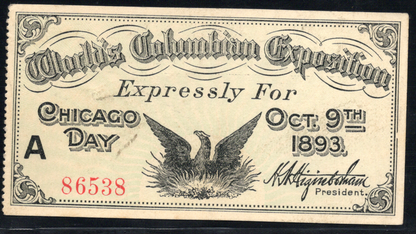 World's Columbian Exposition
Expressly For
CHICAGO DAY
OCT. 9TH 1893.
A
86538
H.N. Higinbotham
President.